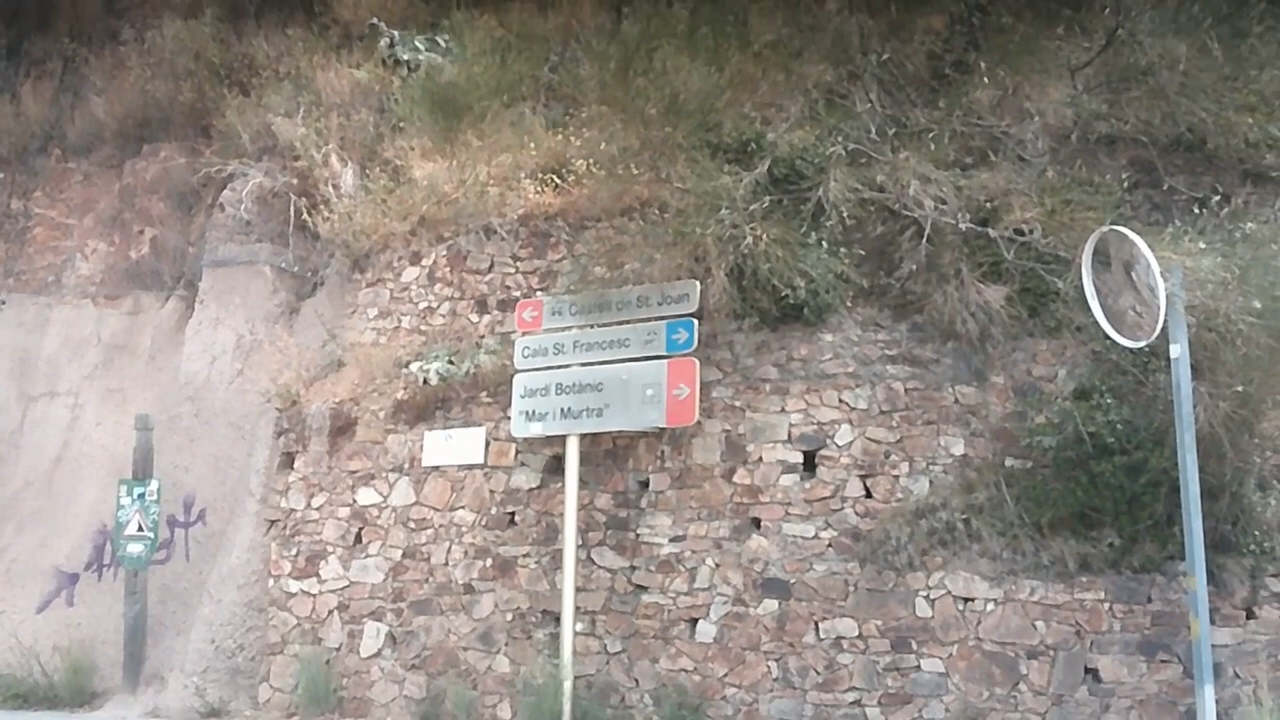 Castell de St. Joan
Cala St. Francesc
Jardí Botànic
"Mar i Murtra"